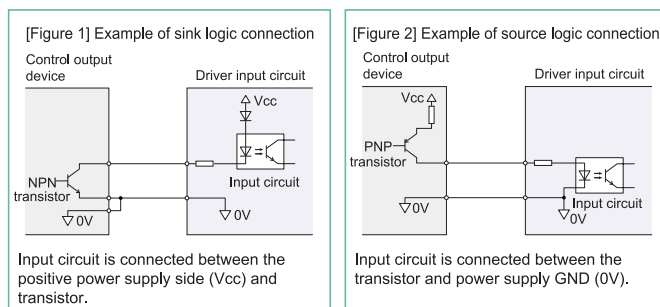 [Figure 1] Example of sink logic connection
Control output
device
Driver input circuit
Vcc
NPN
transistor
Input circuit
0V
0V
Input circuit is connected between the
positive power supply side (Vcc) and
transistor.
[Figure 2] Example of source logic connection
Control output
device
Driver input circuit
Vcc
PNP
transistor
Input circuit
0V
0V
Input circuit is connected between the
transistor and power supply GND (0V).